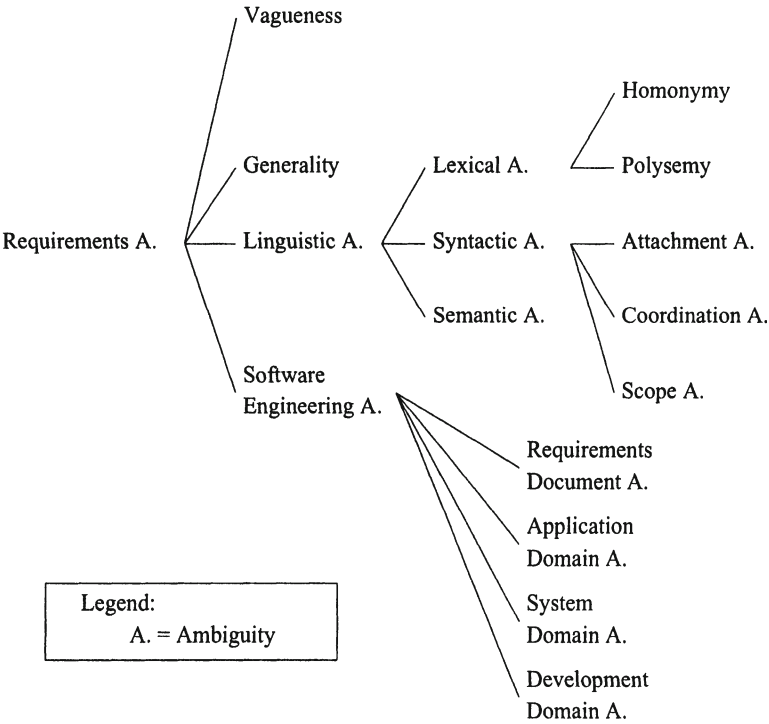 Vagueness
Homonymy
Generality
Lexical A.
Polysemy
Requirements A.
Linguistic A.
Syntactic A.
Attachment A.
Semantic A.
Coordination A.
Software
Engineering A.
Scope A.
Requirements
Document A.
Application
Domain A.
Legend:
A. = Ambiguity
System
Domain A.
Development
Domain A.